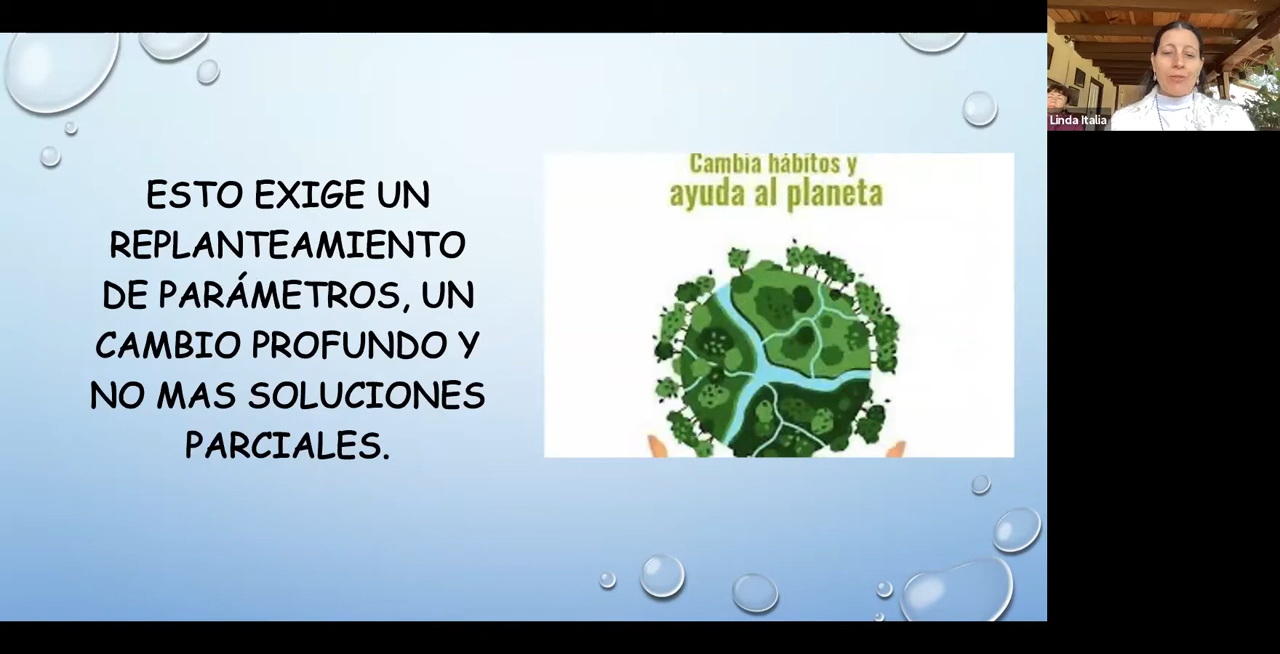 ESTO EXIGE UN
REPLANTEAMIENTO
DE PARÁMETROS, UN
CAMBIO PROFUNDO Y
NO MAS SOLUCIONES
PARCIALES.
Cambia hábitos y
ayuda al planeta
Linda Italia